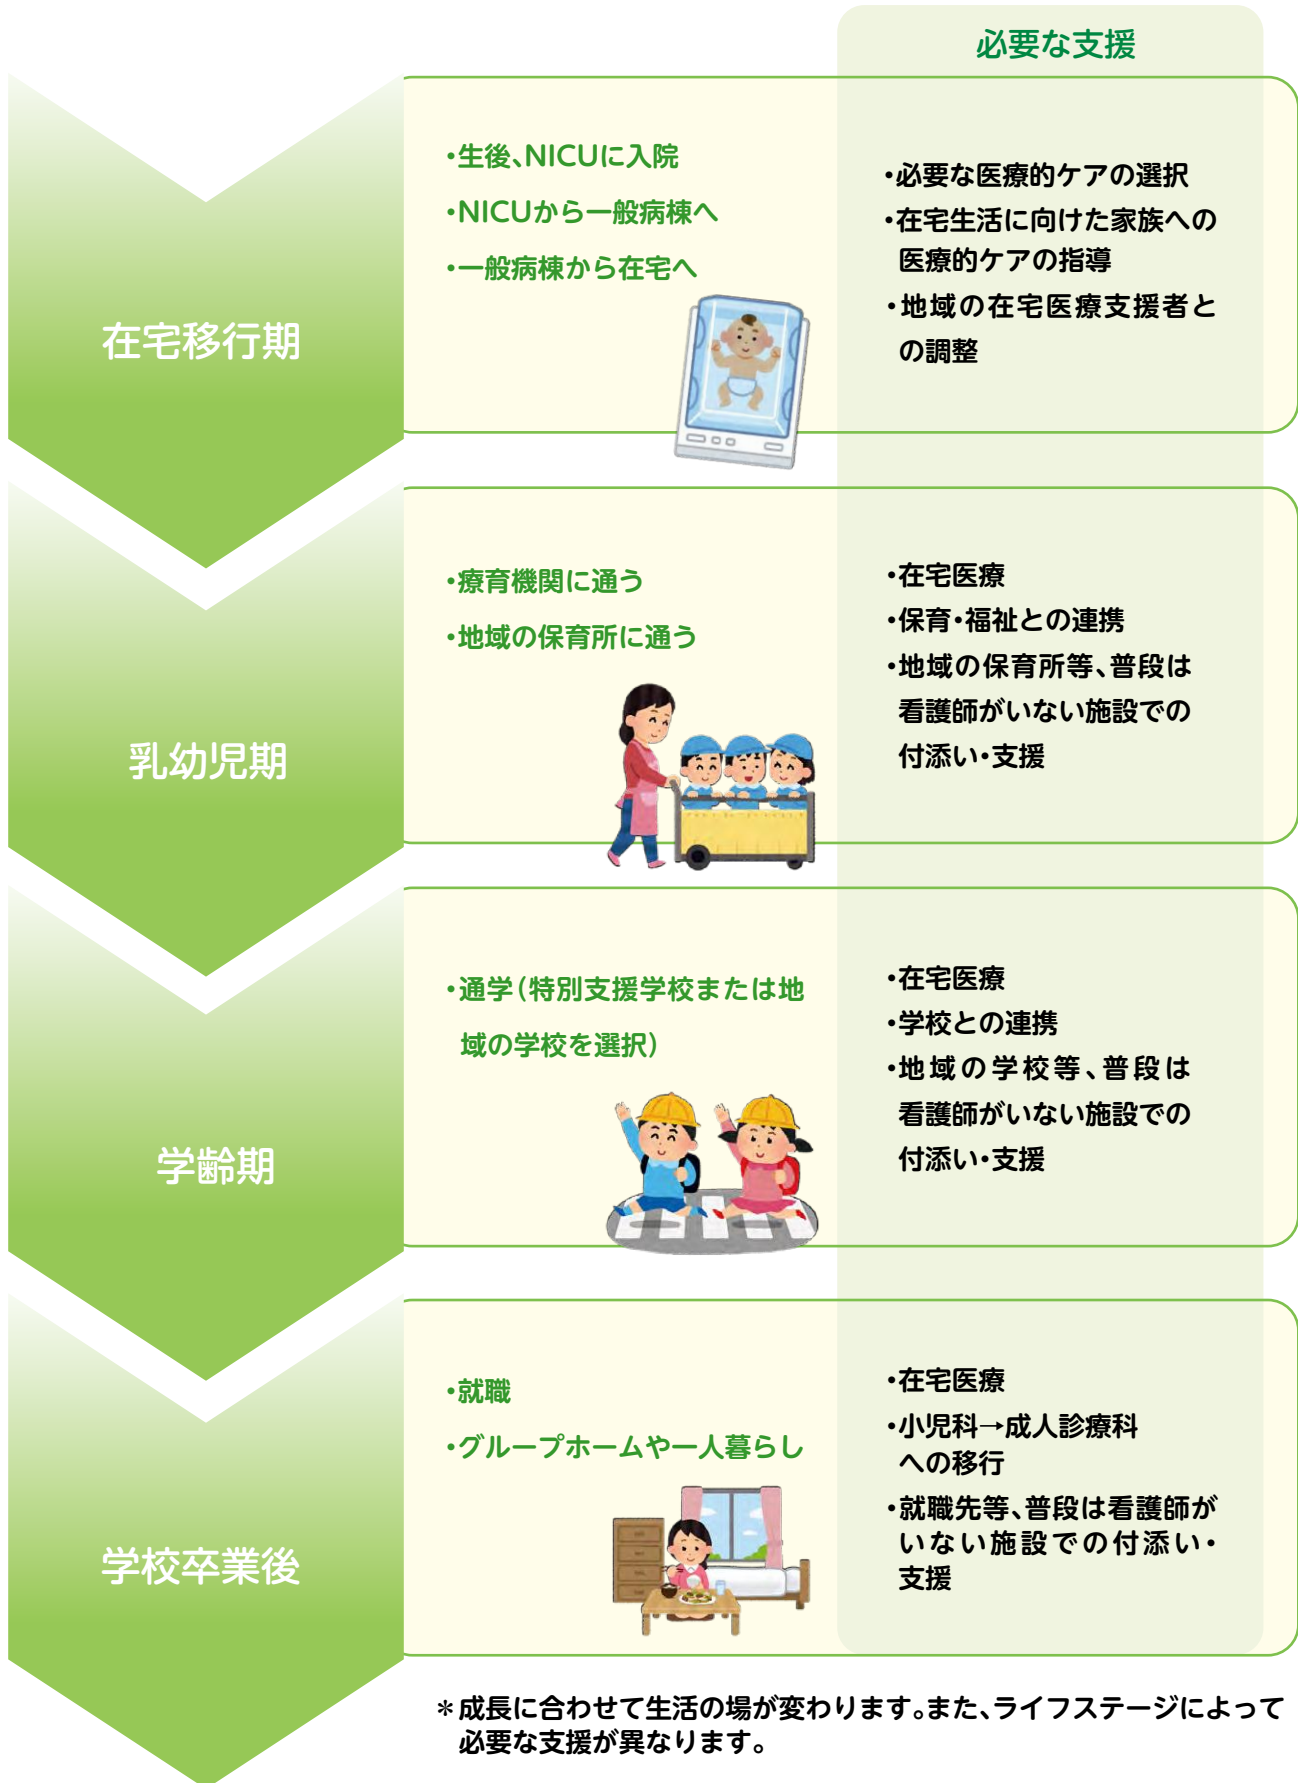 必要な支援
在宅移行期
・生後、NICUに入院
・NICUから一般病棟へ
・一般病棟から在宅へ
・必要な医療的ケアの選択
・在宅生活に向けた家族への
医療的ケアの指導
・地域の在宅医療支援者と
の調整
乳幼児期
・療育機関に通う
・地域の保育所に通う
・在宅医療
・保育・福祉との連携
・地域の保育所等、普段は
看護師がいない施設での
付添い・支援
学齢期
・通学（特別支援学校または地
域の学校を選択）
・在宅医療
・学校との連携
・地域の学校等、普段は
看護師がいない施設での
付添い・支援
学校卒業後
・就職
・グループホームや一人暮らし
・在宅医療
・小児科→成人診療科
への移行
・就職先等、普段は看護師が
いない施設での付添い・
支援
＊成長に合わせて生活の場が変わります。また、ライフステージによって
必要な支援が異なります。